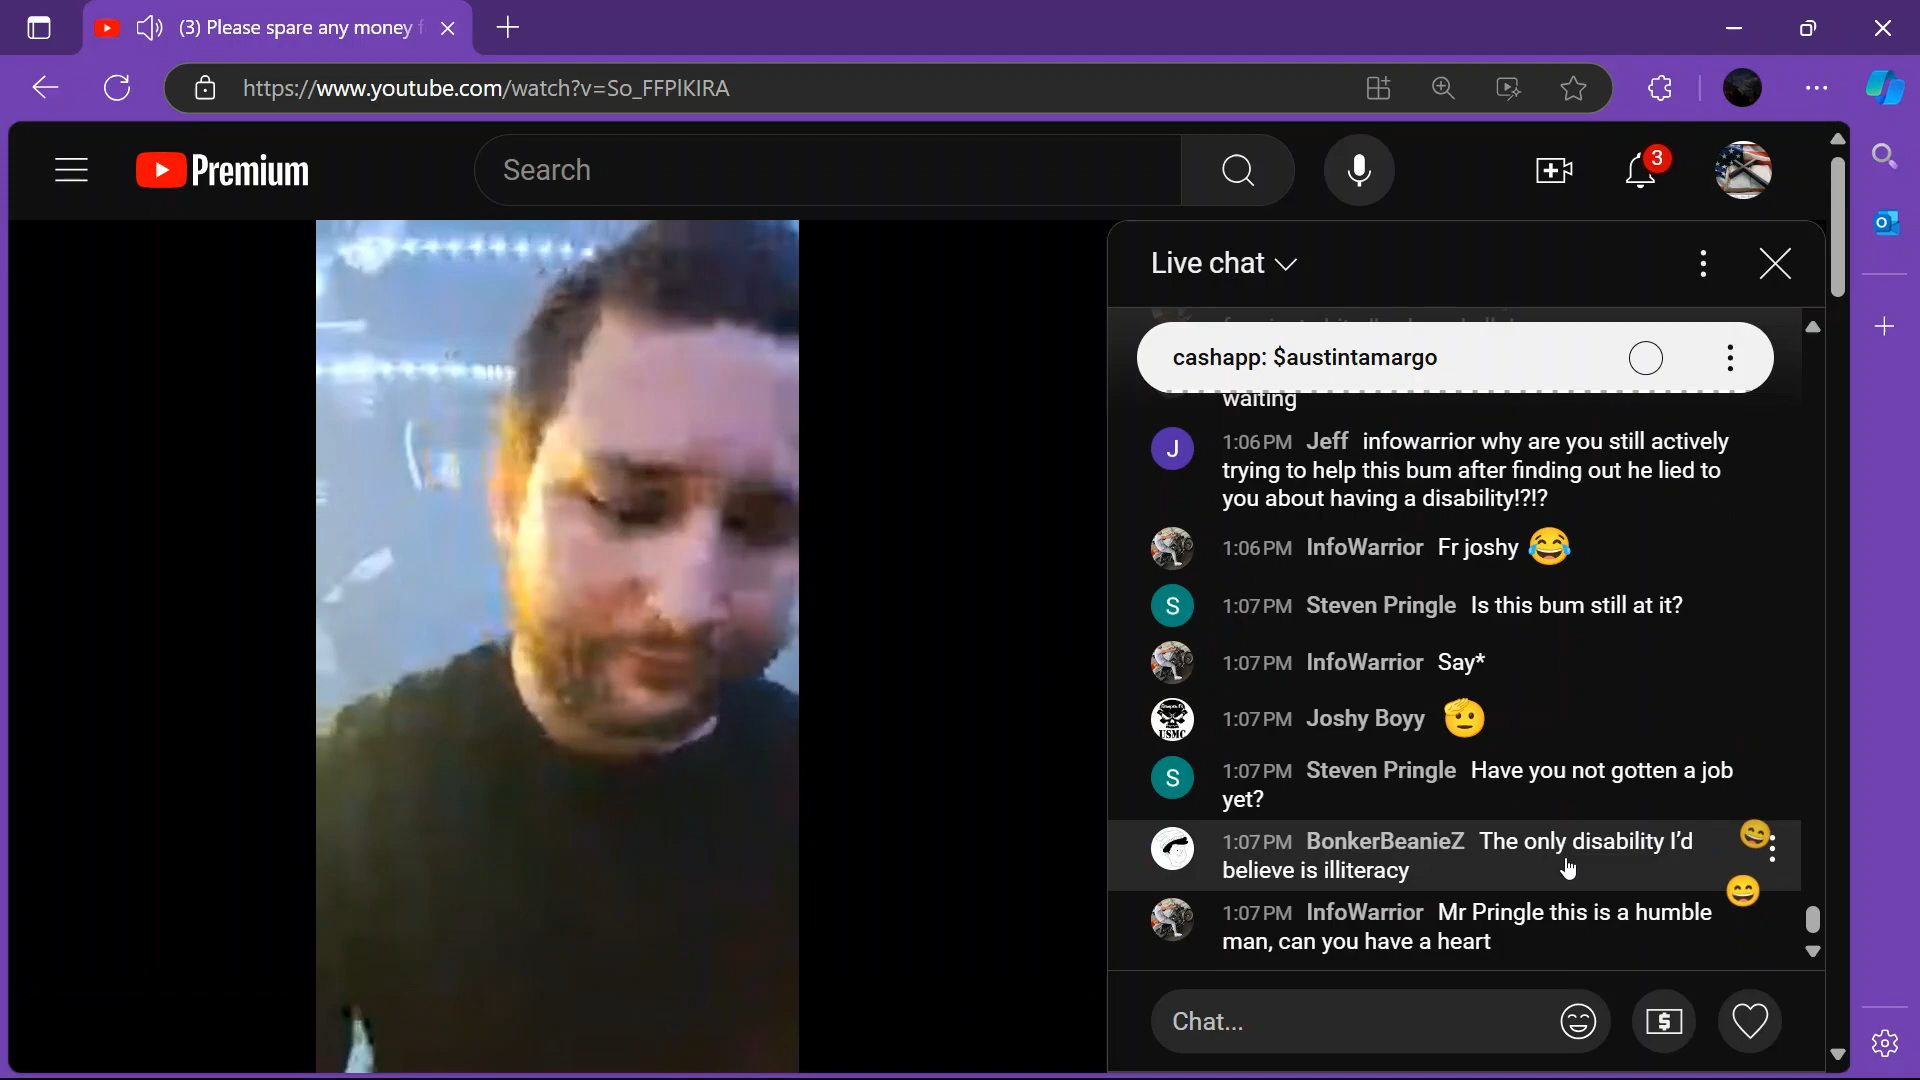 (3) Please spare any money f
https://www.youtube.com/watch?v=So_FFPlKIRA
Premium
Search
3
Live chat
cashapp: $austintamargo
waiting
J
1:06 PM Jeff infowarrior why are you still actively
trying to help this bum after finding out he lied to
you about having a disability!?!?
1:06 PM InfoWarrior Fr joshy 😂
S
1:07 PM Steven Pringle Is this bum still at it?
1:07 PM InfoWarrior Say*
USMC
1:07 PM Joshy Boyy 🫡
S
1:07 PM Steven Pringle Have you not gotten a job
yet?
1:07 PM BonkerBeanieZ The only disability I'd
believe is illiteracy
1:07 PM InfoWarrior Mr Pringle this is a humble
man, can you have a heart
Chat...